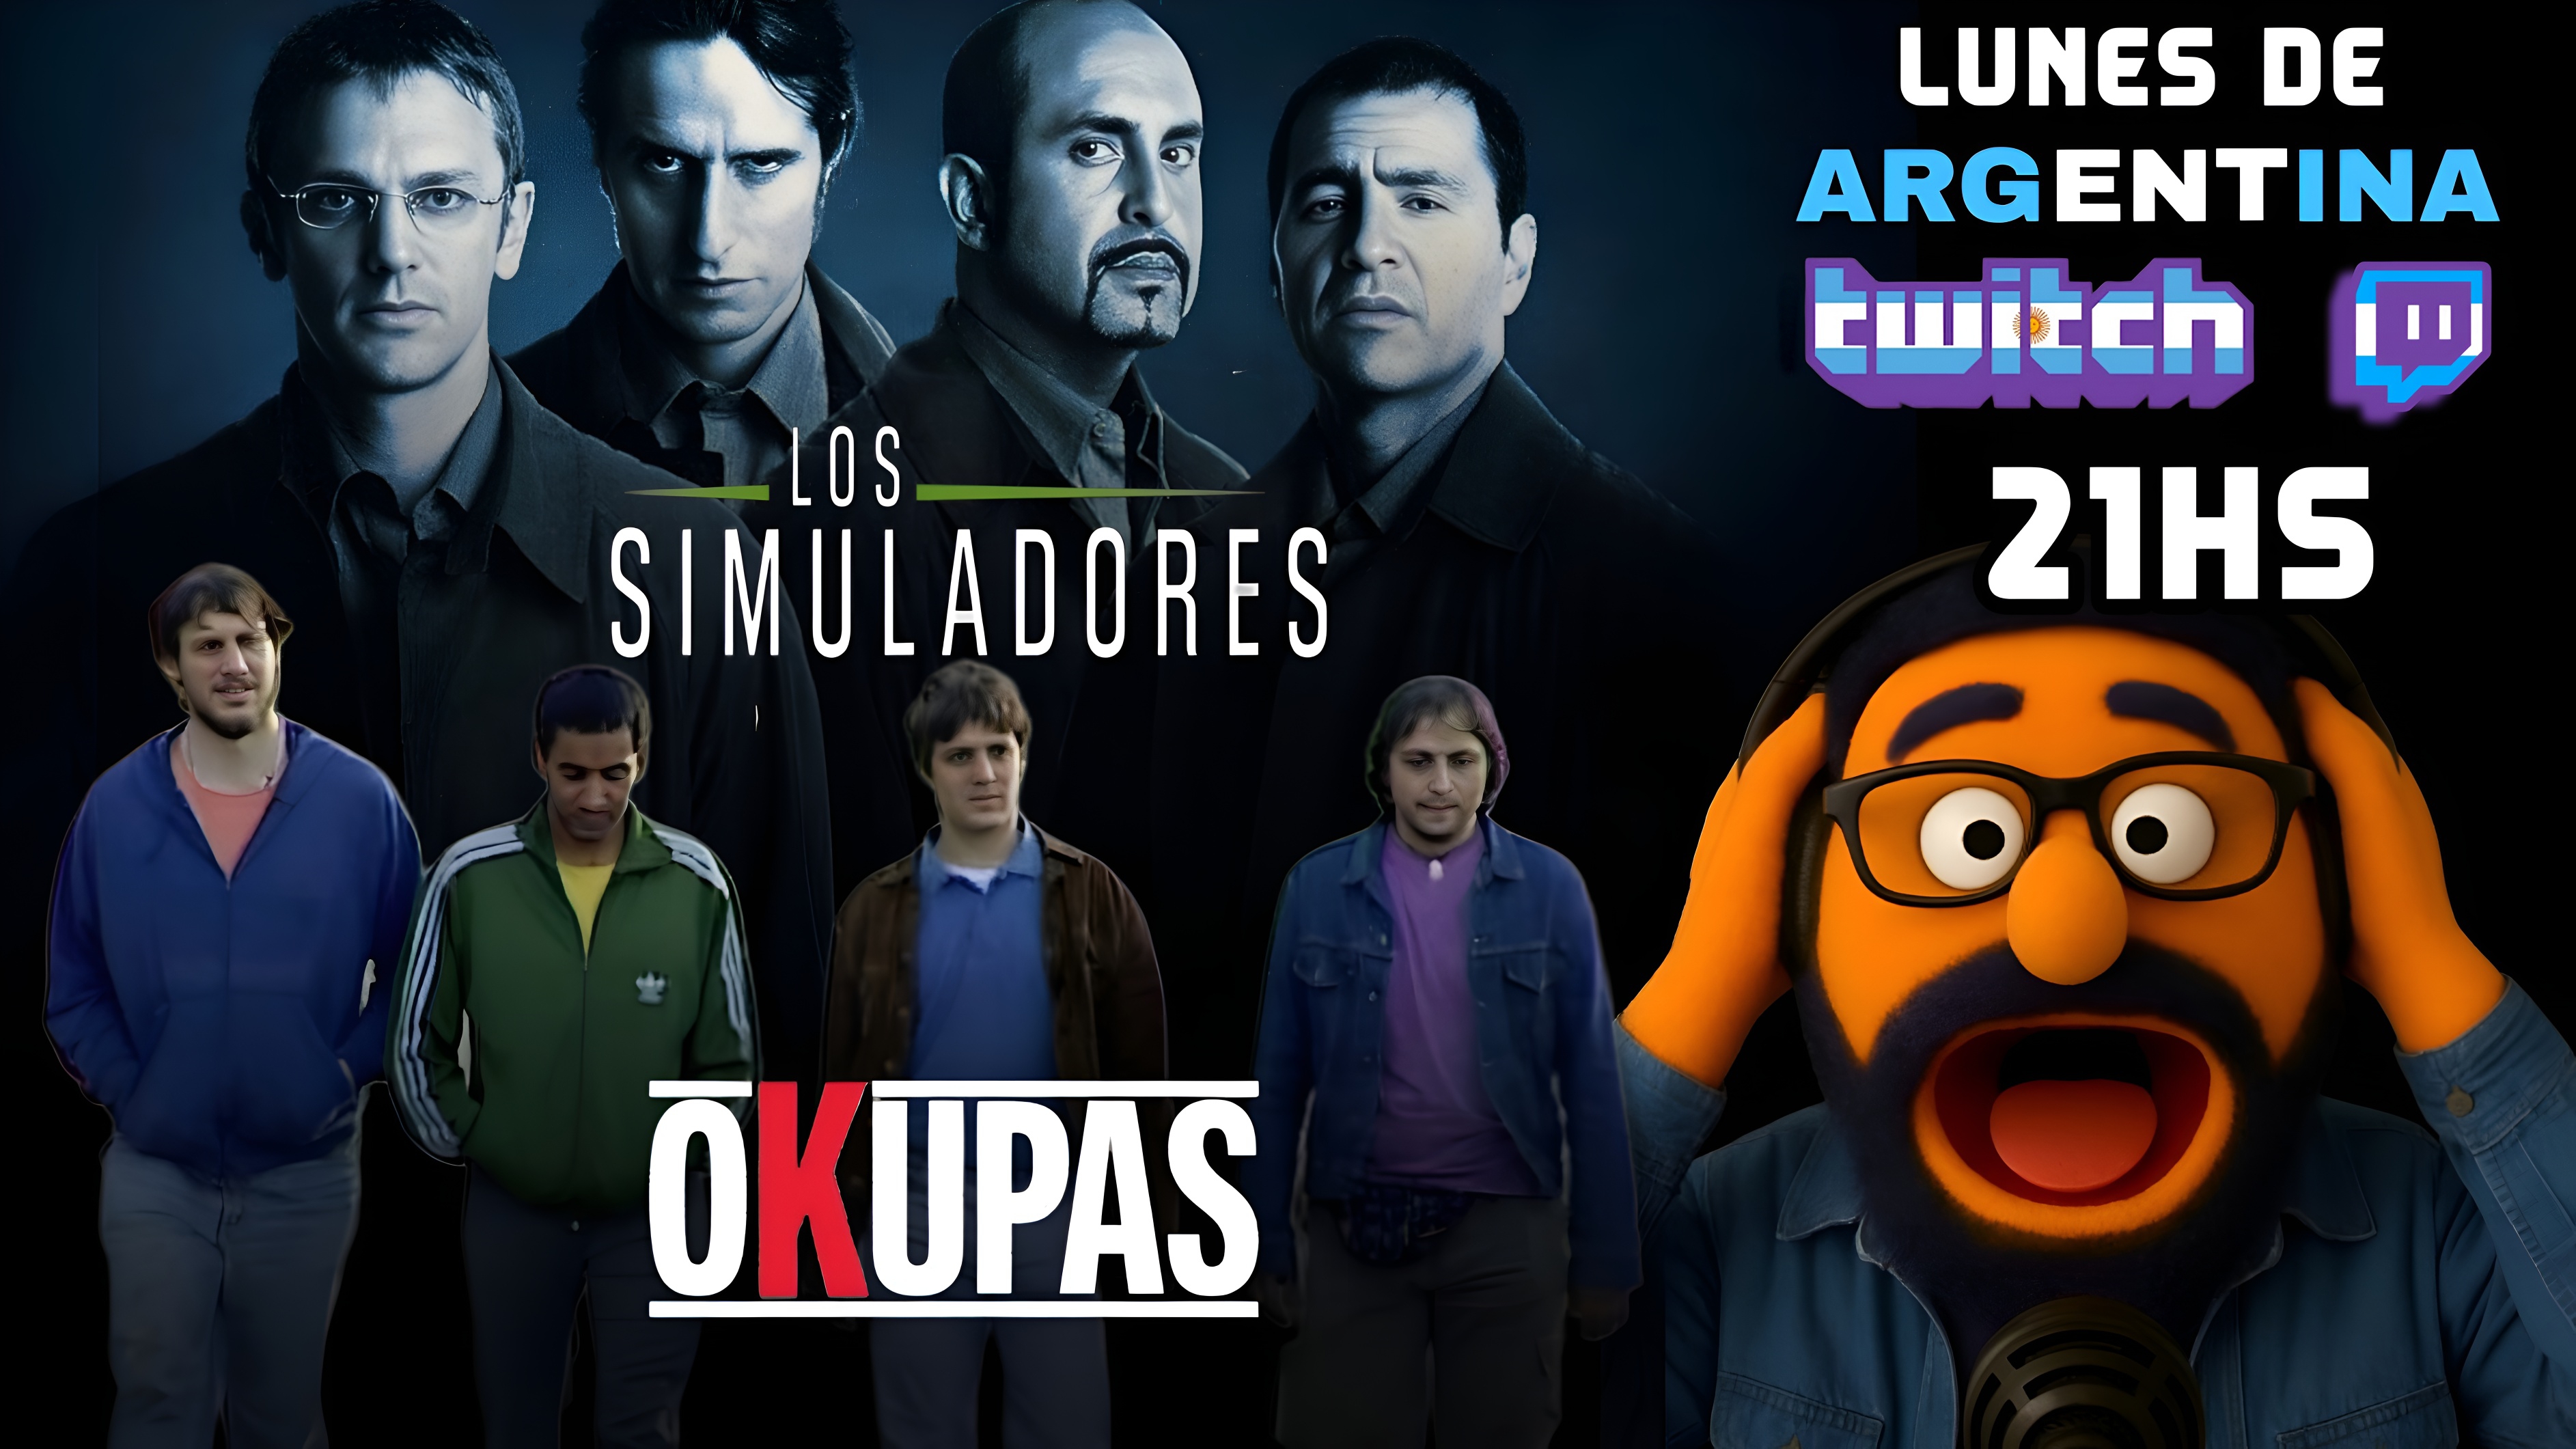 LUNES DE
ARGENTINA
twitch
21HS
LOS
SIMULADORES
OKUPAS